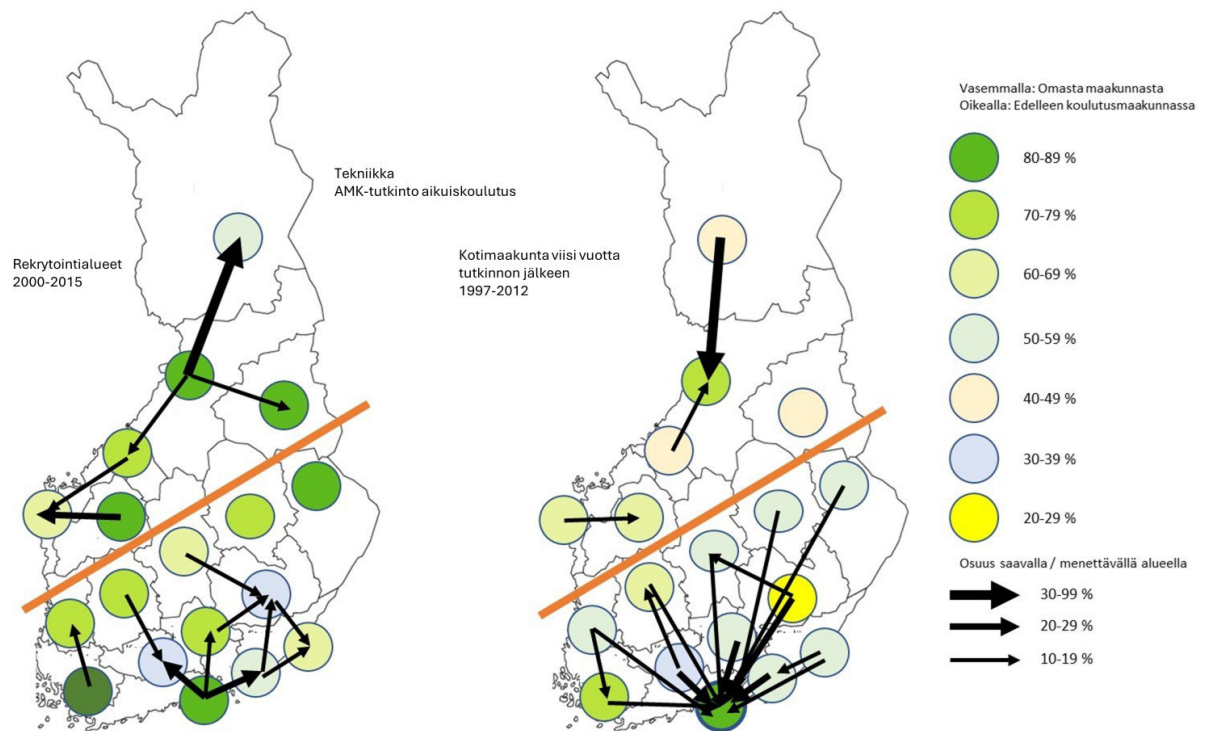 Tekniikka
AMK-tutkinto aikuiskoulutus
Rekrytointialueet
2000-2015
Kotimaakunta viisi vuotta
tutkinnon jälkeen
1997-2012
Vasemmalla: Omasta maakunnasta
Oikealla: Edelleen koulutusmaakunnassa
80-89 %
70-79 %
60-69 %
50-59 %
40-49 %
30-39 %
20-29 %
Osuus saavalla / menettävällä alueella
30-99 %
20-29 %
10-19 %